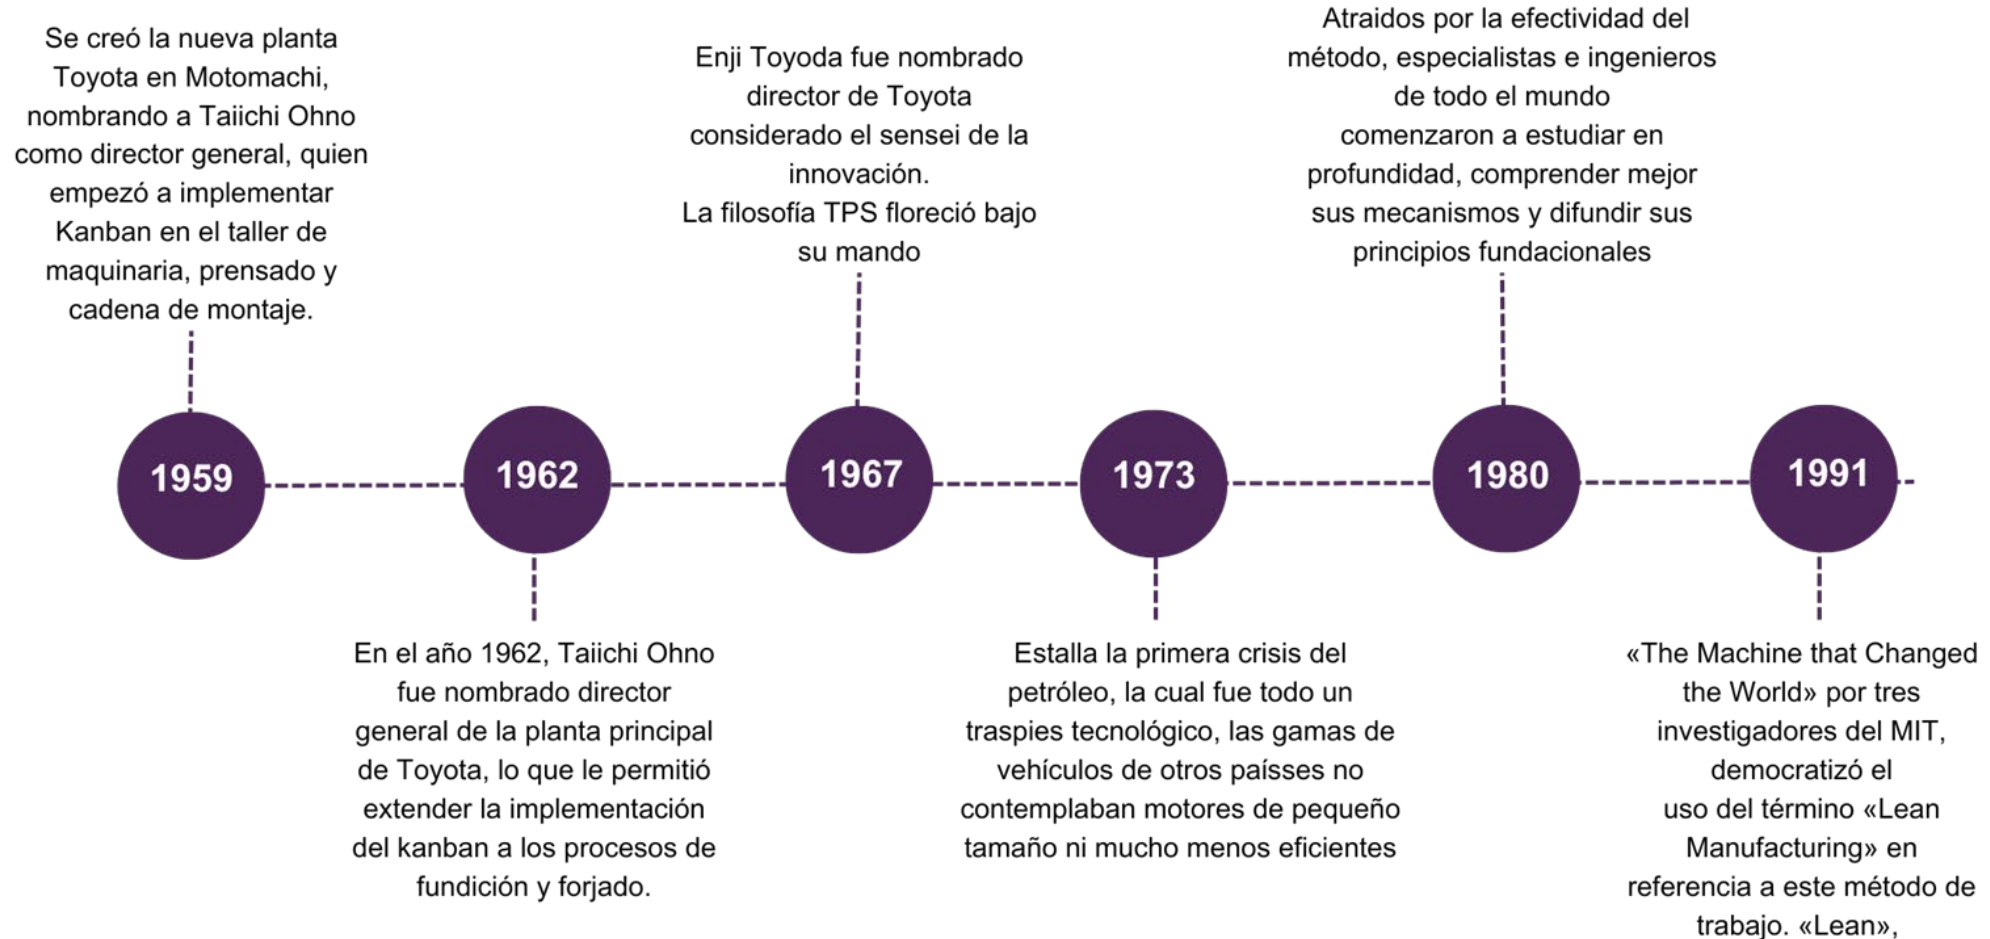 Se creó la nueva planta
Toyota en Motomachi,
nombrando a Taiichi Ohno
como director general, quien
empezó a implementar
Kanban en el taller de
maquinaria, prensado y
cadena de montaje.
Enji Toyoda fue nombrado
director de Toyota
considerado el sensei de la
innovación.
La filosofía TPS floreció bajo
su mando
Atraidos por la efectividad del
método, especialistas e ingenieros
de todo el mundo
comenzaron a estudiar en
profundidad, comprender mejor
sus mecanismos y difundir sus
principios fundacionales
1959
1962
1967
1973
1980
1991
En el año 1962, Taiichi Ohno
fue nombrado director
general de la planta principal
de Toyota, lo que le permitió
extender la implementación
del kanban a los procesos de
fundición y forjado.
Estalla la primera crisis del
petróleo, la cual fue todo un
traspies tecnológico, las gamas de
vehículos de otros paísses no
contemplaban motores de pequeño
tamaño ni mucho menos eficientes
«The Machine that Changed
the World» por tres
investigadores del MIT,
democratizó el
uso del término «Lean
Manufacturing» en
referencia a este método de
trabajo. «Lean»,